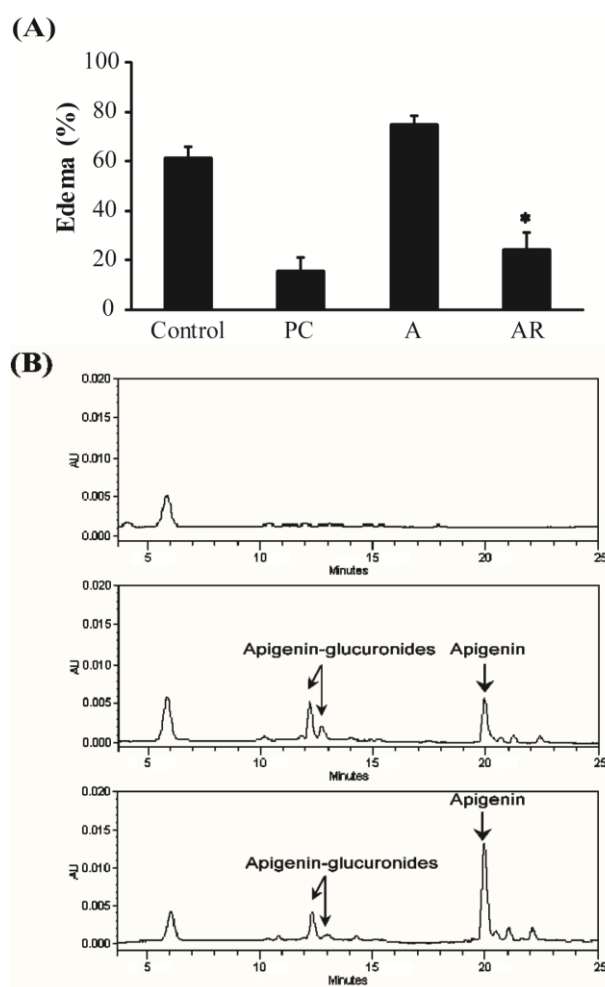 (A)
Edema (%)
100
80
60
40
20
0
*
Control PC A AR
(B)
AU
0.020
0.015
0.010
0.005
0.000
5 10 15 20 25
Minutes
AU
0.020
0.015
0.010
0.005
0.000
Apigenin-glucuronides Apigenin
5 10 15 20 25
Minutes
AU
0.020
0.015
0.010
0.005
0.000
Apigenin
Apigenin-glucuronides
5 10 15 20 25
Minutes